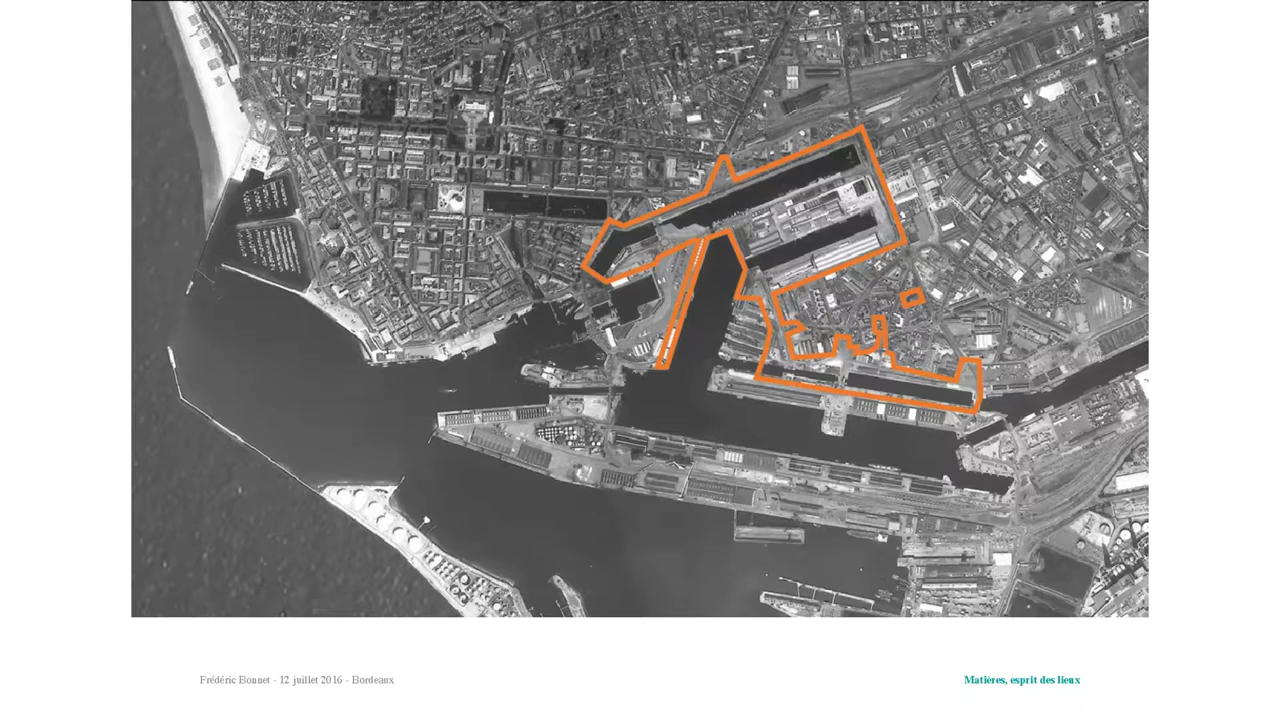 Frédéric Bonnet - 12 juillet 2016 - Bordeaux
Matières, esprit des lieux